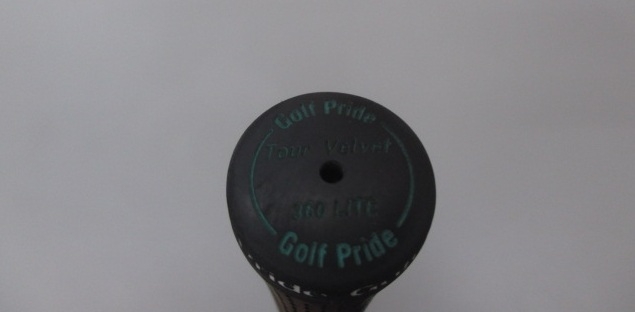 Golf Pride
Tour Velvet
360 LITE
Golf Pride